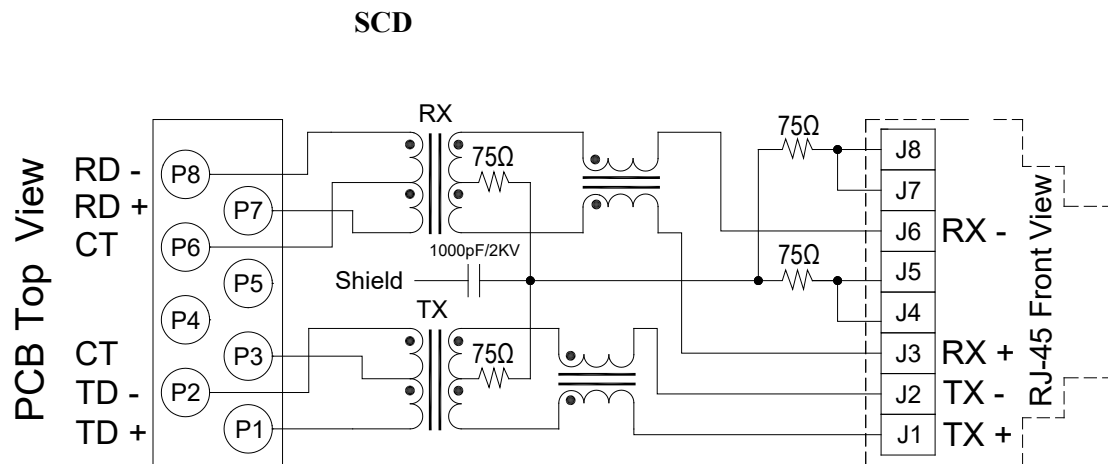 SCD
PCB Top View
RD -
RD +
CT
CT
TD -
TD +
P8
P7
P6
P5
P4
P3
P2
P1
RX
75Ω
1000pF/2KV
Shield
TX
75Ω
75Ω
75Ω
J8
J7
J6
J5
J4
J3
J2
J1
RX -
RX +
TX -
TX +
RJ-45 Front View